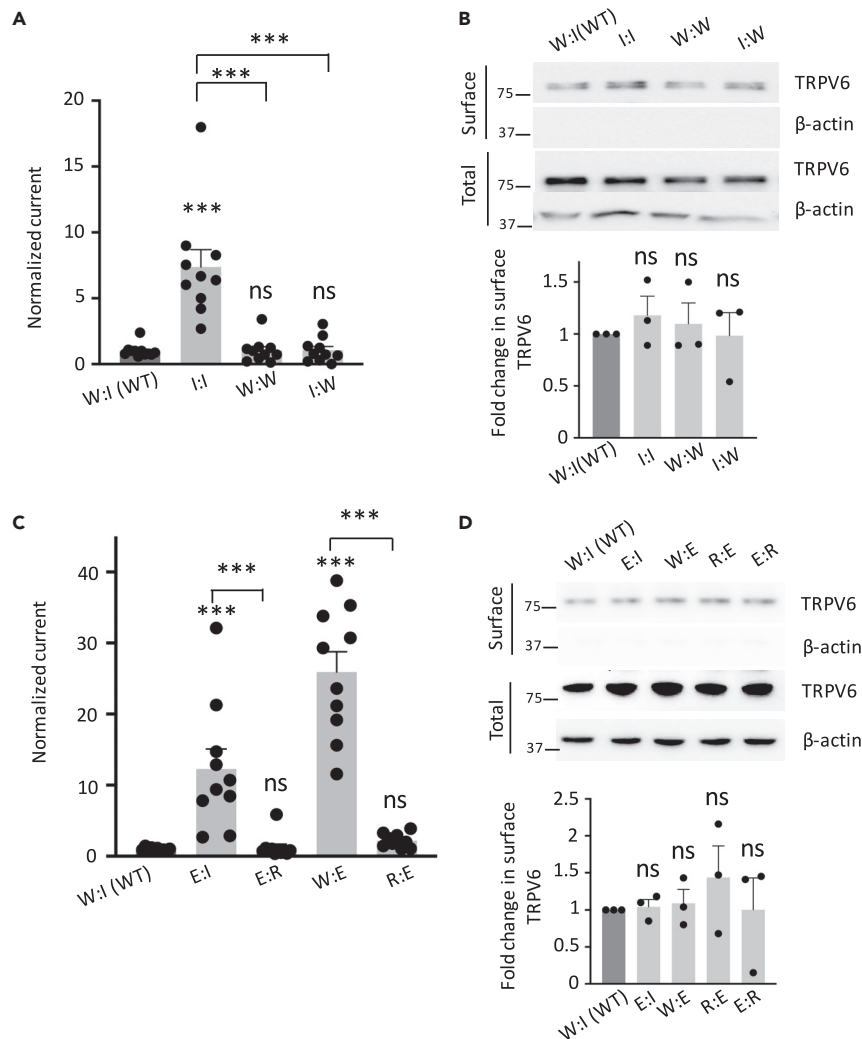 A
***
***
20
15
10
5
0
Normalized current
***
ns
ns
W:I (WT)
I:I
W:W
I:W
B
W:I(WT)
I:I
W:W
I:W
Surface
75
TRPV6
37
β-actin
Total
75
TRPV6
37
β-actin
Fold change in surface
TRPV6
1.5
1
0.5
0
ns
ns
ns
W:I(WT)
I:I
W:W
I:W
C
***
***
***
***
40
30
20
10
0
Normalized current
ns
ns
W:I (WT)
E:I
E:R
W:E
R:E
D
W:I (WT)
E:I
W:E
R:E
E:R
Surface
75
TRPV6
37
β-actin
Total
75
TRPV6
37
β-actin
Fold change in surface
TRPV6
2.5
2
1.5
1
0.5
0
ns
ns
ns
ns
W:I (WT)
E:I
W:E
R:E
E:R